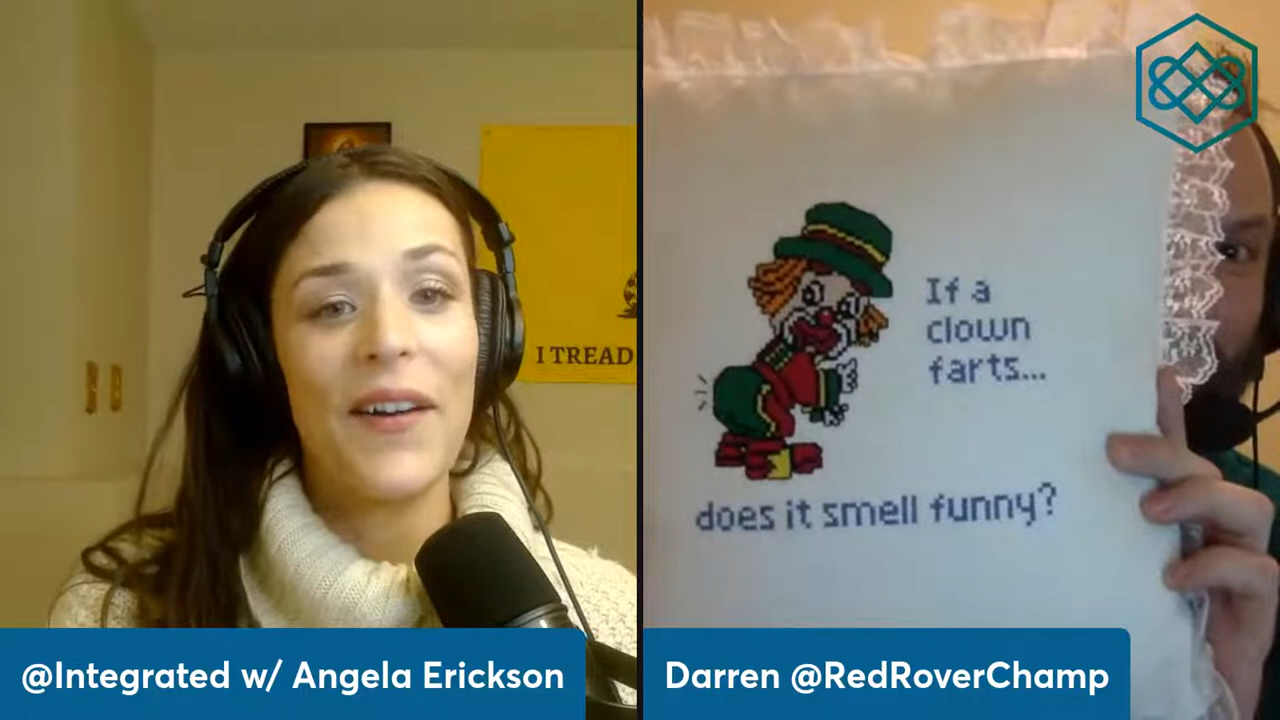 I TREAD
If a
clown
farts...
does it smell funny?
@Integrated w/ Angela Erickson
Darren @RedRoverChamp